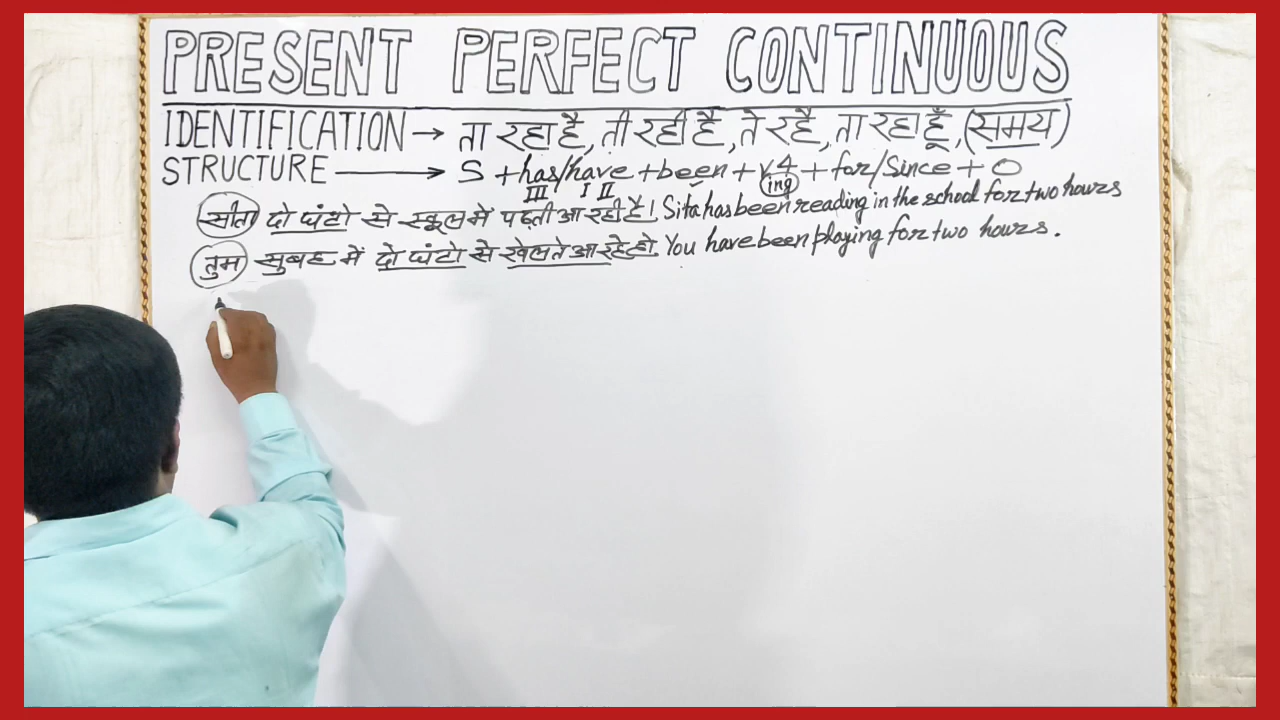 PRESENT PERFECT CONTINUOUS
IDENTIFICATION → ता रहा है, ती रही है, ते रहै, ता रहा हूँ, (समय)
STRUCTURE → S + has/have + been + v4 + for/Since + O
III I II ing
सीता दो घंटो से स्कूल में पढ़ती आ रही है। Sita has been reading in the school for two hours
तुम सुबह में दो घंटो से खेलते आ रहे हो. You have been playing for two hours.